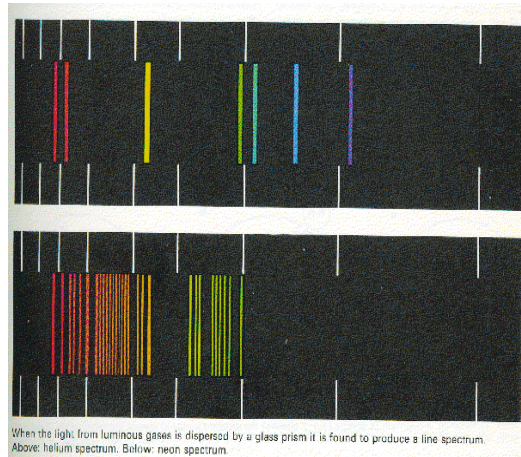 When the light from luminous gases is dispersed by a glass prism it is found to produce a line spectrum.
Above: helium spectrum. Below: neon spectrum.